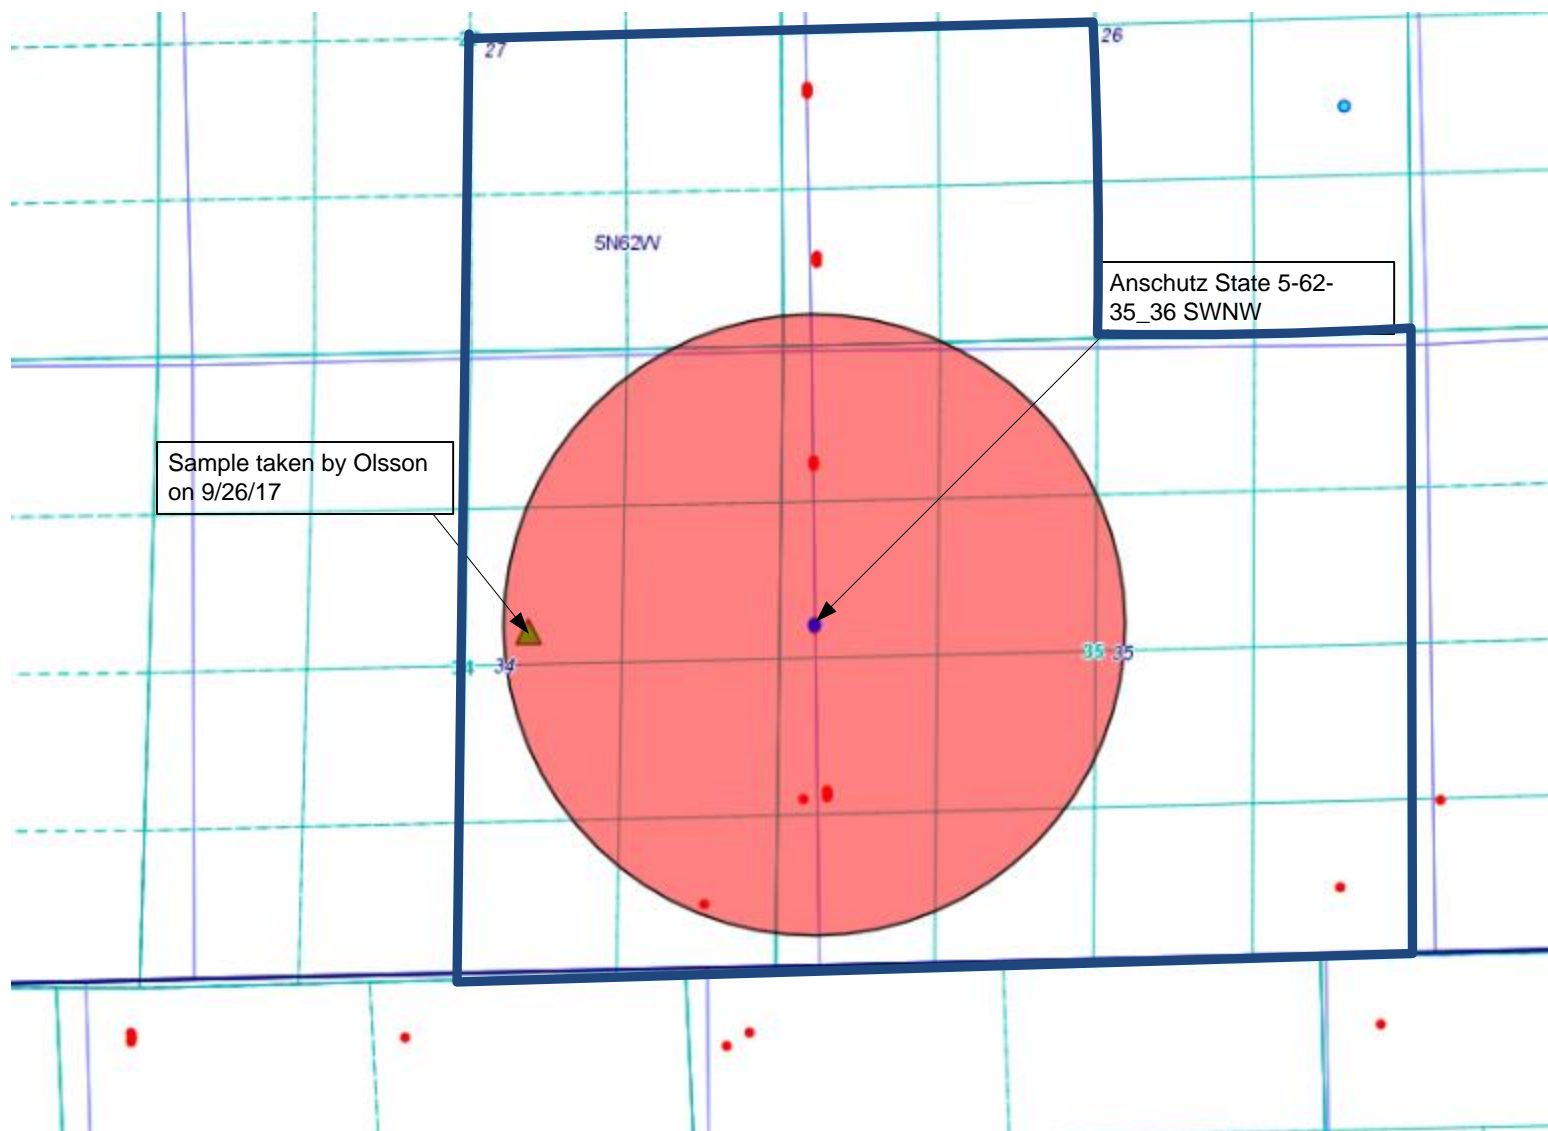 27
26
5N62W
Anschutz State 5-62-
35_36 SWNW
Sample taken by Olsson
on 9/26/17
34
34
35
35